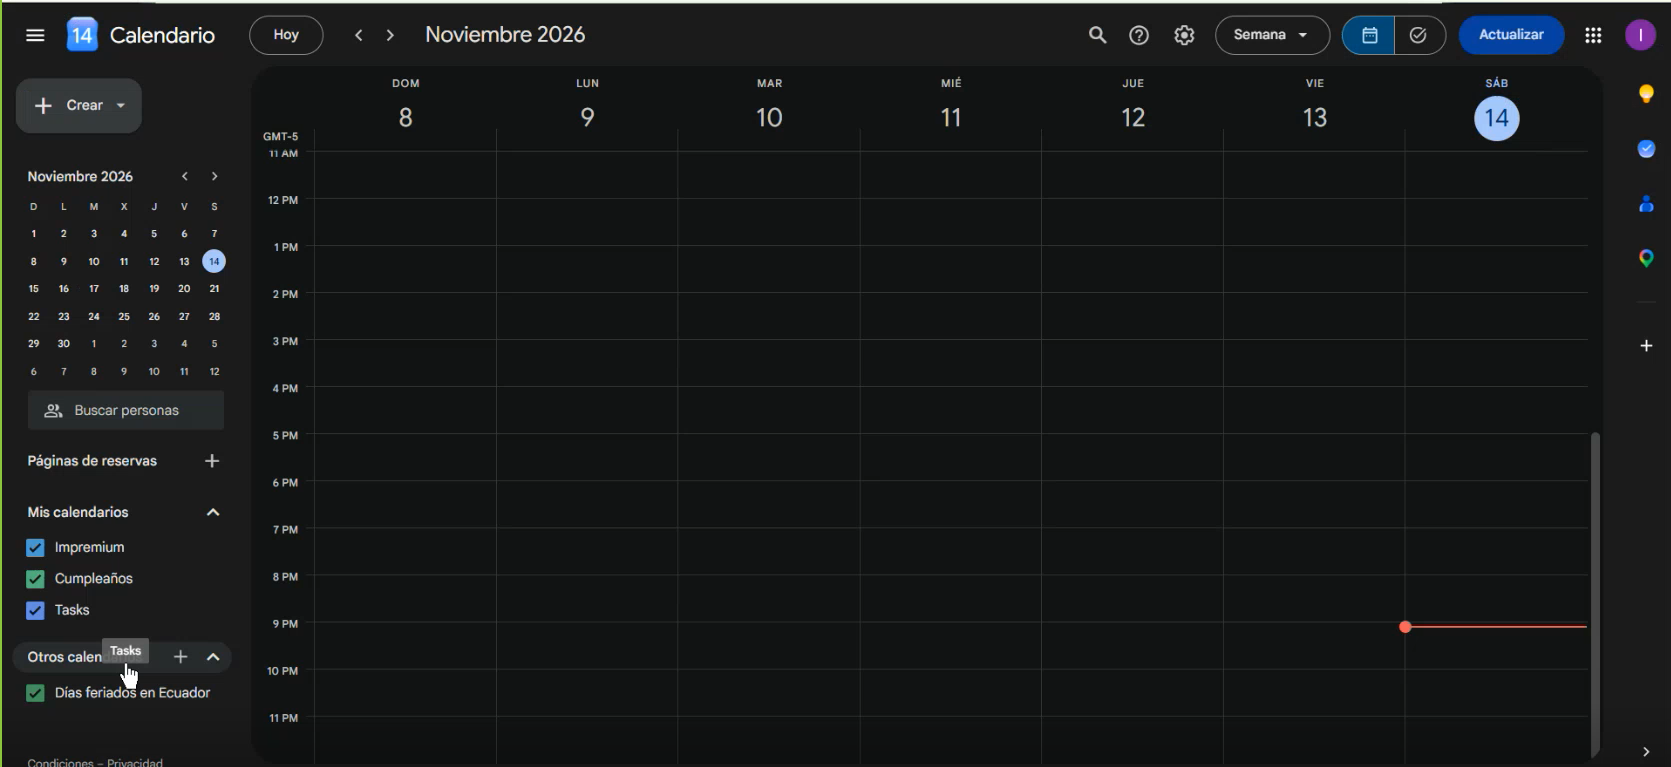 14 Calendario Hoy Noviembre 2026 Semana Actualizar I
Crear
Noviembre 2026
D L M X J V S
1 2 3 4 5 6 7
8 9 10 11 12 13 14
15 16 17 18 19 20 21
22 23 24 25 26 27 28
29 30 1 2 3 4 5
6 7 8 9 10 11 12
Buscar personas
Páginas de reservas
Mis calendarios
Impremium
Cumpleaños
Tasks
Otros
Tasks
Días feriados en Ecuador
Condiciones – Privacidad
DOM LUN MAR MIÉ JUE VIE SÁB
8 9 10 11 12 13 14
GMT-5
11 AM
12 PM
1 PM
2 PM
3 PM
4 PM
5 PM
6 PM
7 PM
8 PM
9 PM
10 PM
11 PM